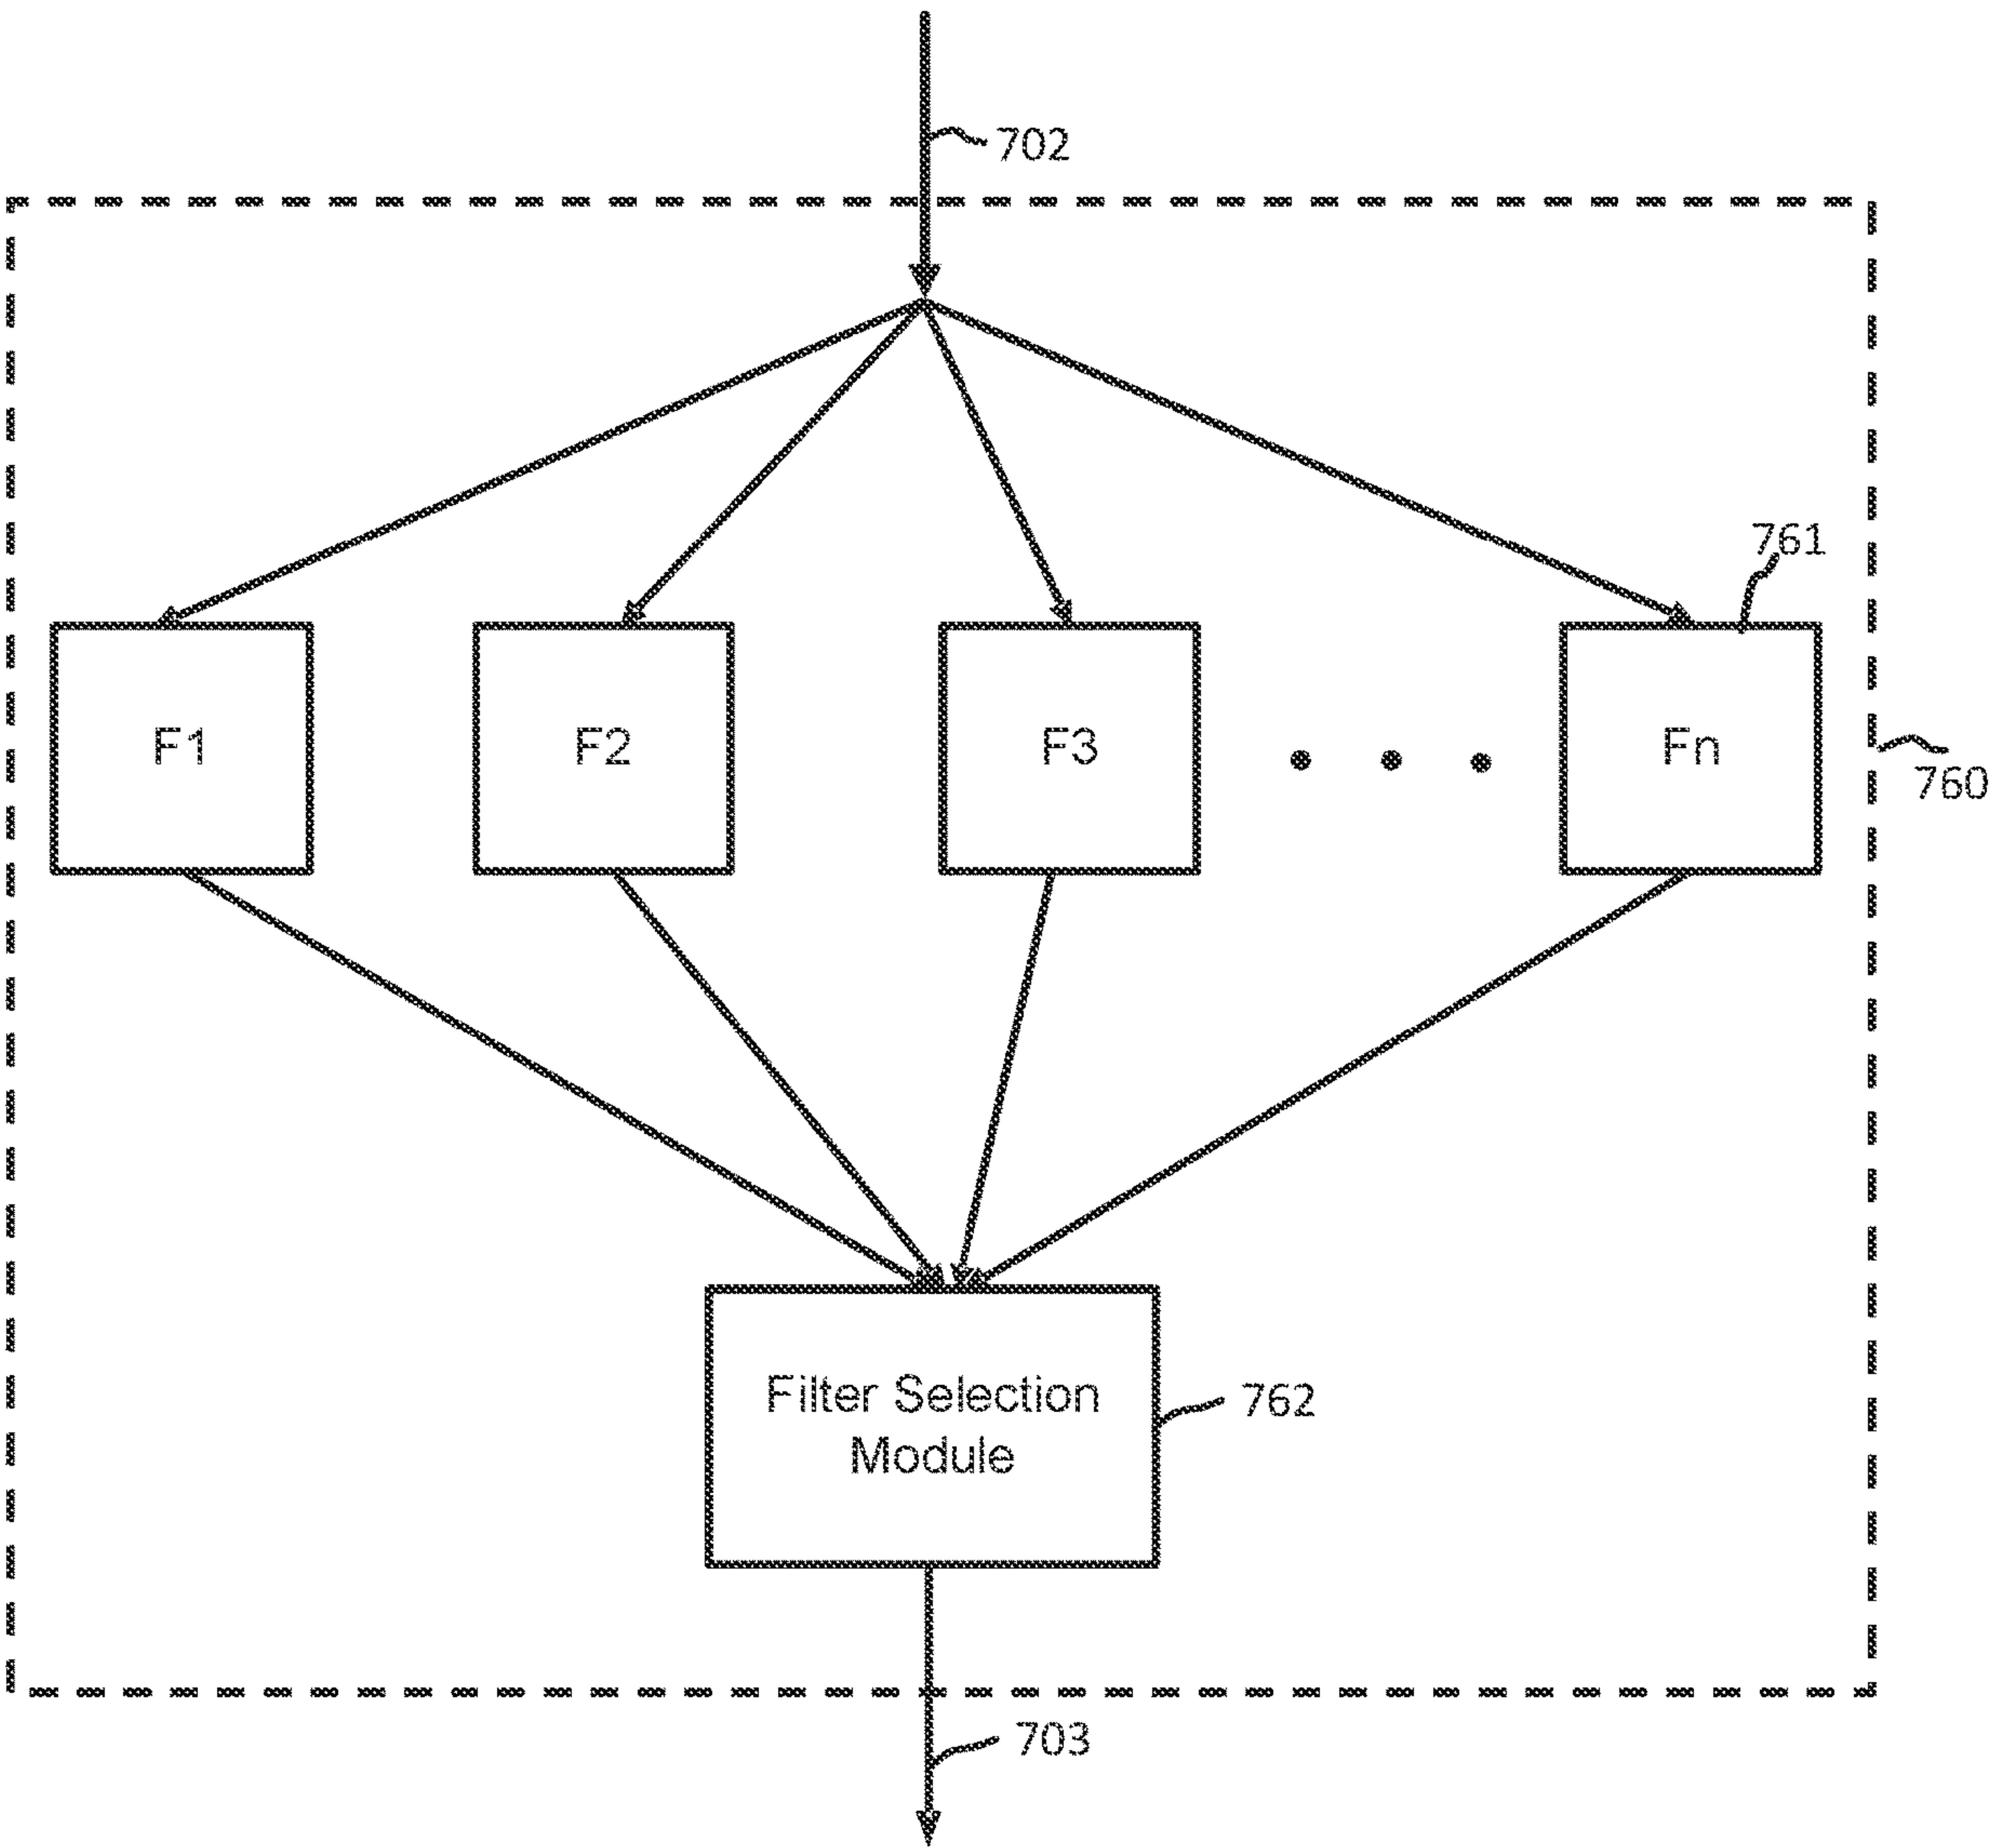 702
761
F1
F2
F3
Fn
760
Filter Selection
Module
762
703